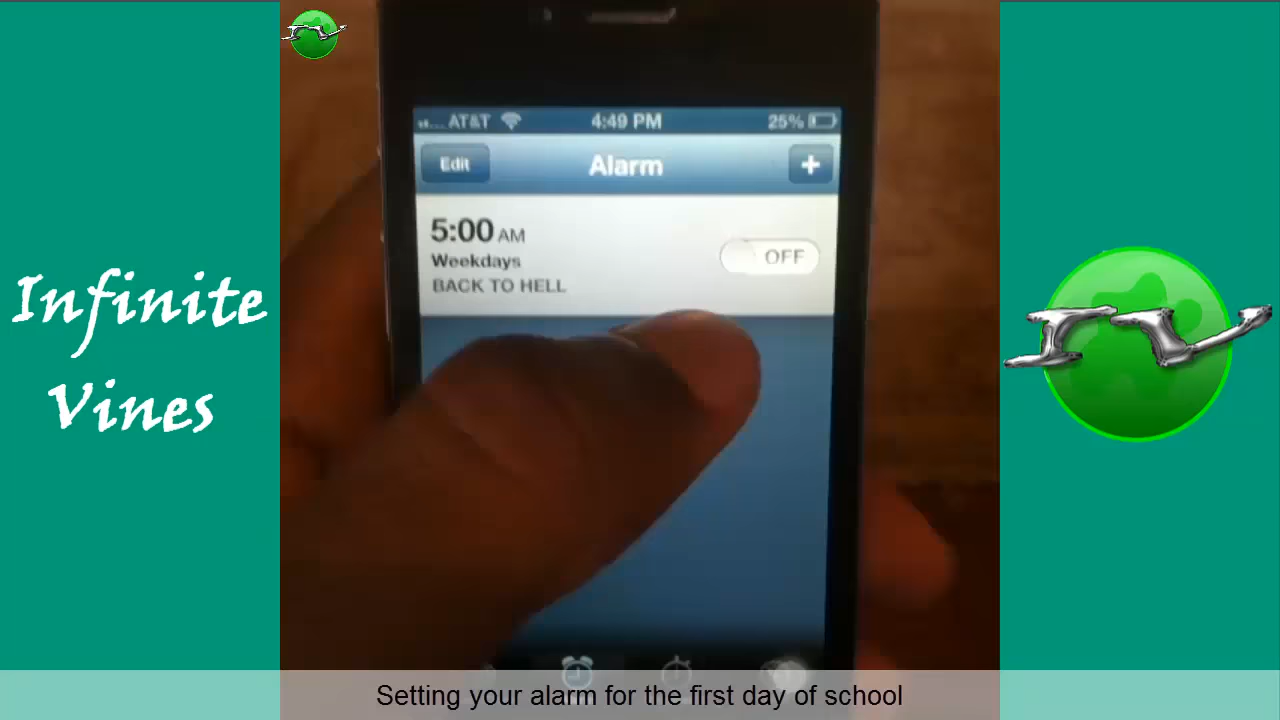 AT&T 4:49 PM 25%
Edit Alarm +
5:00 AM
Weekdays
OFF
BACK TO HELL
Infinite
Vines
IV
Setting your alarm for the first day of school